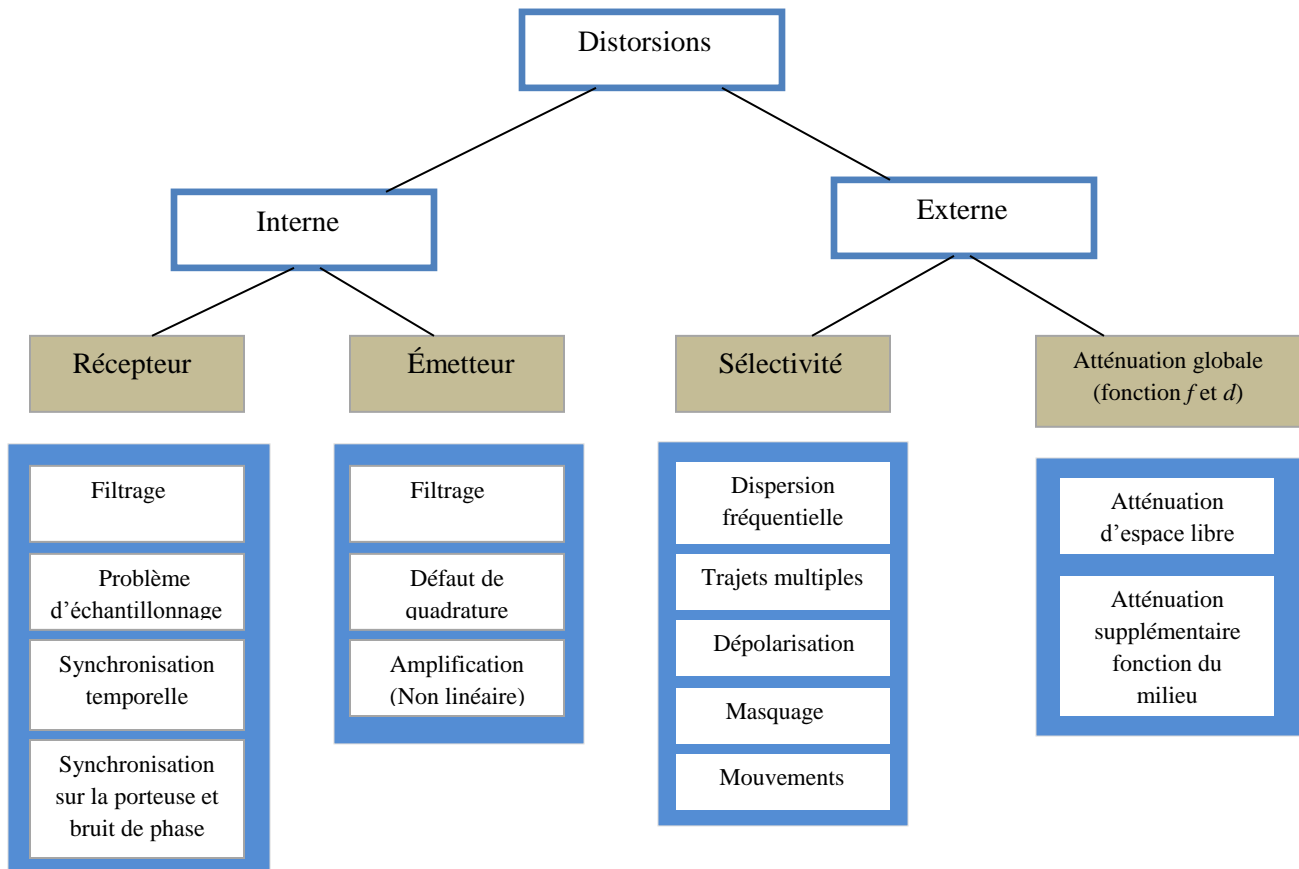 Distorsions
Interne
Externe
Récepteur
Émetteur
Sélectivité
Atténuation globale
(fonction f et d)
Filtrage
Problème
d'échantillonnage
Synchronisation
temporelle
Synchronisation
sur la porteuse et
bruit de phase
Filtrage
Défaut de
quadrature
Amplification
(Non linéaire)
Dispersion
fréquentielle
Trajets multiples
Dépolarisation
Masquage
Mouvements
Atténuation
d’espace libre
Atténuation
supplémentaire
fonction du
milieu